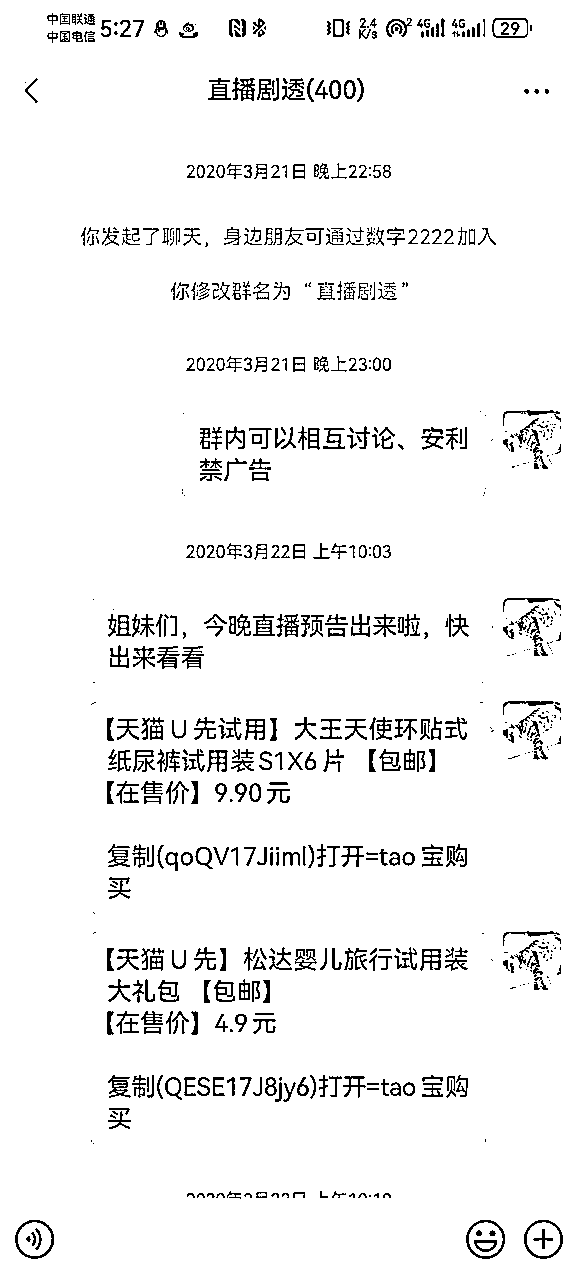 中国联通
中国电信 5:27 2.4 K/s 4G 4G 29
直播剧透(400)
2020年3月21日 晚上22:58
你发起了聊天，身边朋友可通过数字2222加入
你修改群名为“直播剧透”
2020年3月21日 晚上23:00
群内可以相互讨论、安利
禁广告
2020年3月22日 上午10:03
姐妹们，今晚直播预告出来啦，快
出来看看
【天猫U先试用】大王天使环贴式
纸尿裤试用装S1X6片 【包邮】
【在售价】9.90元
复制(qoQV17Jiiml)打开=tao宝购
买
【天猫U先】松达婴儿旅行试用装
大礼包 【包邮】
【在售价】4.9元
复制(QESE17J8jy6)打开=tao宝购
买